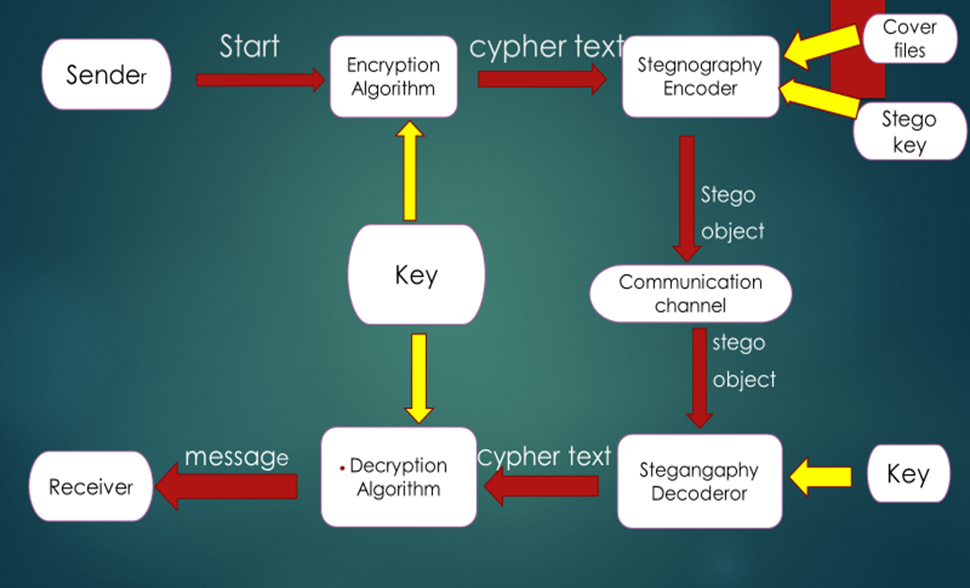 Sender
Start
Encryption
Algorithm
cypher text
Stegnography
Encoder
Cover
files
Stego
key
Stego
object
Key
Communication
channel
stego
object
Receiver
message
• Decryption
Algorithm
Cypher text
Stegangaphy
Decoderor
Key